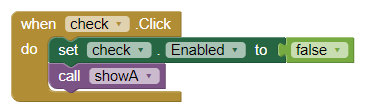 when check .Click
do set check . Enabled to false
call showA